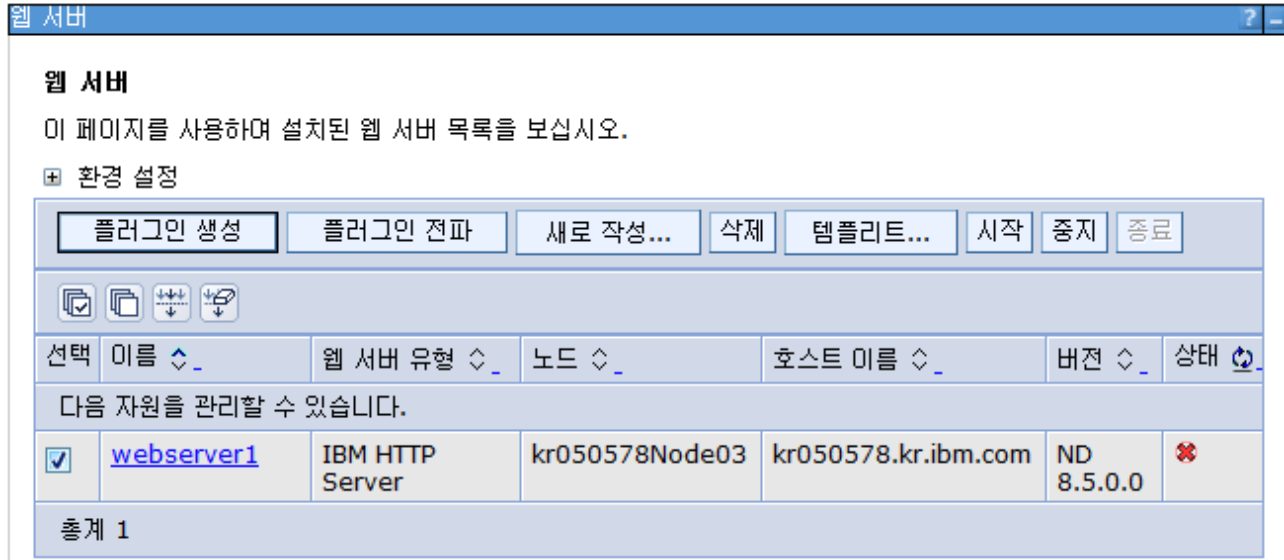 웹 서버 ? -
웹 서버
이 페이지를 사용하여 설치된 웹 서버 목록을 보십시오.
환경 설정
플러그인 생성 플러그인 전파 새로 작성... 삭제 템플리트... 시작 중지 종료
선택 이름 웹 서버 유형 노드 호스트 이름 버전 상태
다음 자원을 관리할 수 있습니다.
webserver1 IBM HTTP kr050578Node03 kr050578.kr.ibm.com ND
Server 8.5.0.0
총계 1